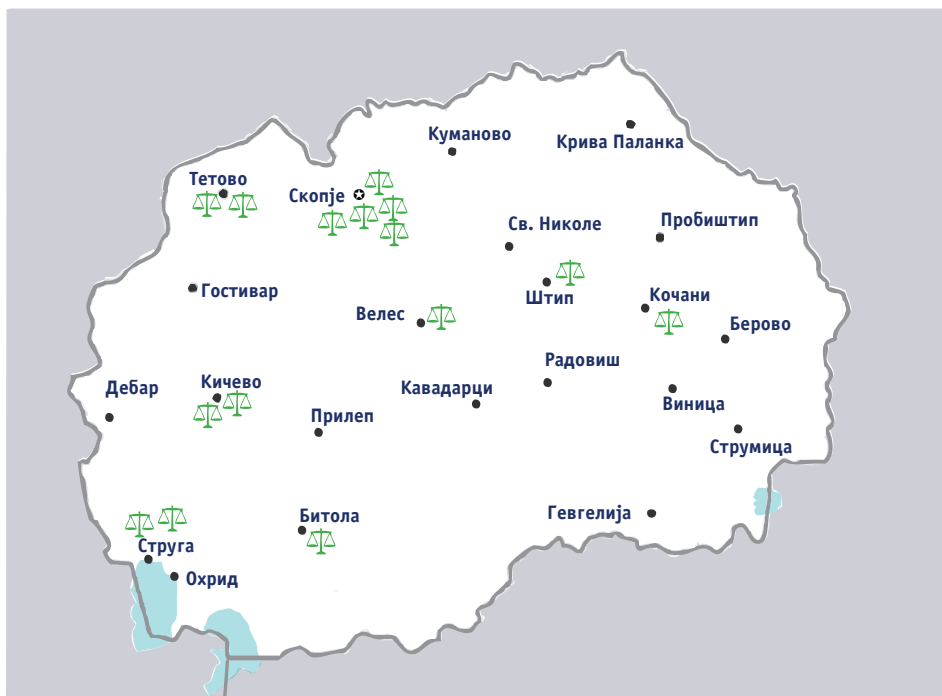 Куманово
Крива Паланка
Тетово
Скопје
Св. Николе
Пробиштип
Гостивар
Штип
Кочани
Велес
Берово
Радовиш
Дебар
Кичево
Кавадарци
Виница
Прилеп
Струмица
Битола
Гевгелија
Струга
Охрид